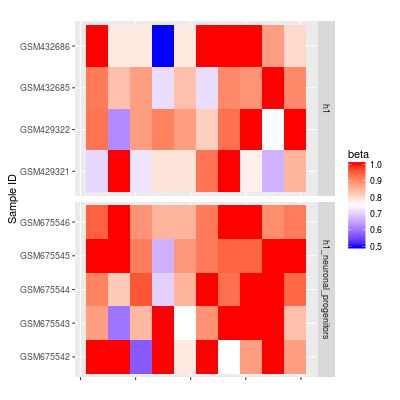 Sample ID
GSM432686
GSM432685
GSM429322
GSM429321
h1
GSM675546
GSM675545
GSM675544
GSM675543
GSM675542
h1_neuronal_progenitors
beta
1.0
0.9
0.8
0.7
0.6
0.5